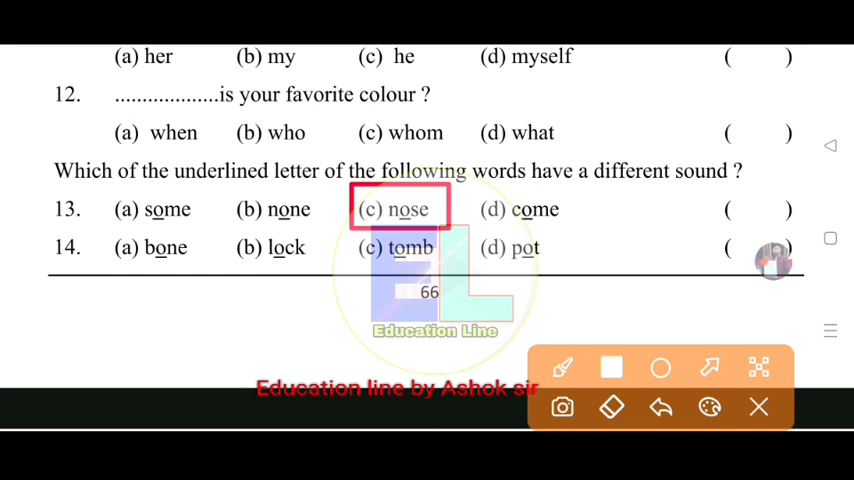 (a) her (b) my (c) he (d) myself ( )
12. ...................is your favorite colour ?
(a) when (b) who (c) whom (d) what ( )
Which of the underlined letter of the following words have a different sound ?
13. (a) some (b) none (c) nose (d) come ( )
14. (a) bone (b) lock (c) tomb (d) pot ( )
66
EL
Education Line
Education line by Ashok sir